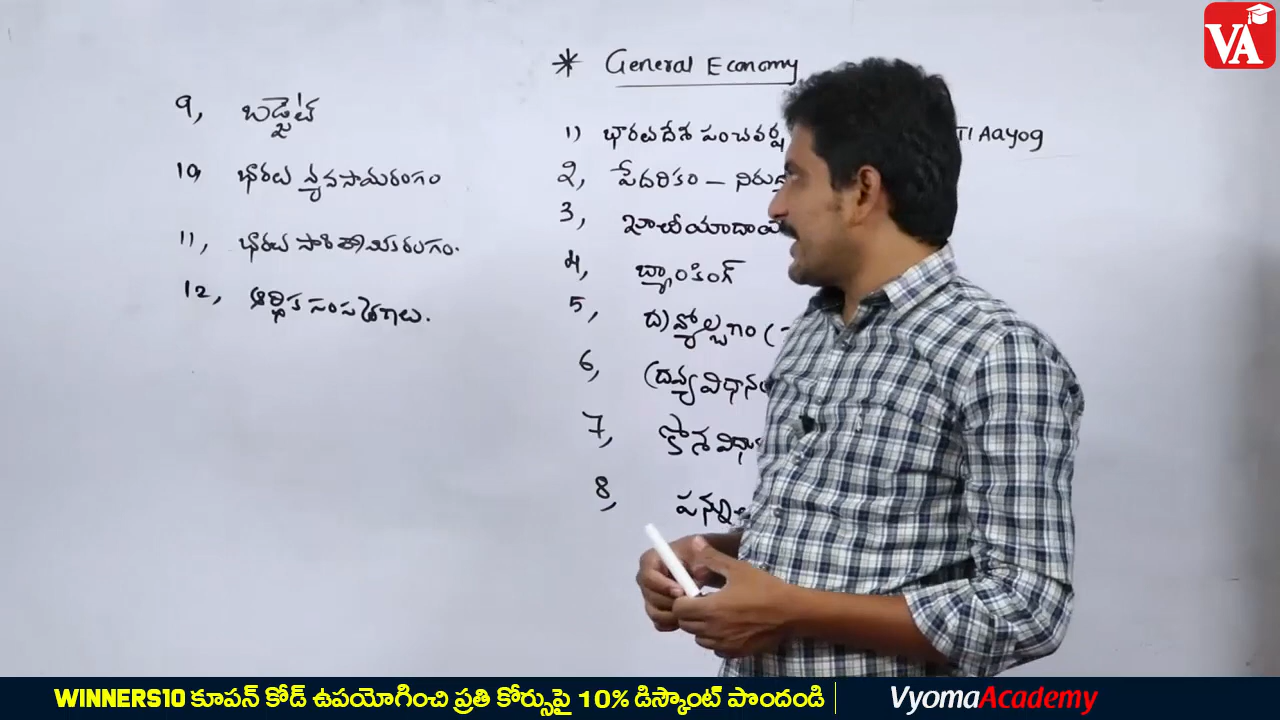 VA
* General Economy
1) భారతదేశ పంచవర్ష TI Aayog
2, పేదరికం - నిరు
3, జాతీయాదా
4, బ్యాంకింగ్
5, ద్రవ్యోల్బణం (
6, ద్రవ్యవిధానం
7, కోశ విధా
8, పన్ను
9, బడ్జెట్
10, భారత వ్యవసాయరంగం
11, భారత పారిశ్రామికరంగం.
12, ఆర్థిక సంస్కరణలు.
WINNERS10 కూపన్ కోడ్ ఉపయోగించి ప్రతి కోర్సుపై 10% డిస్కౌంట్ పొందండి
VyomaAcademy